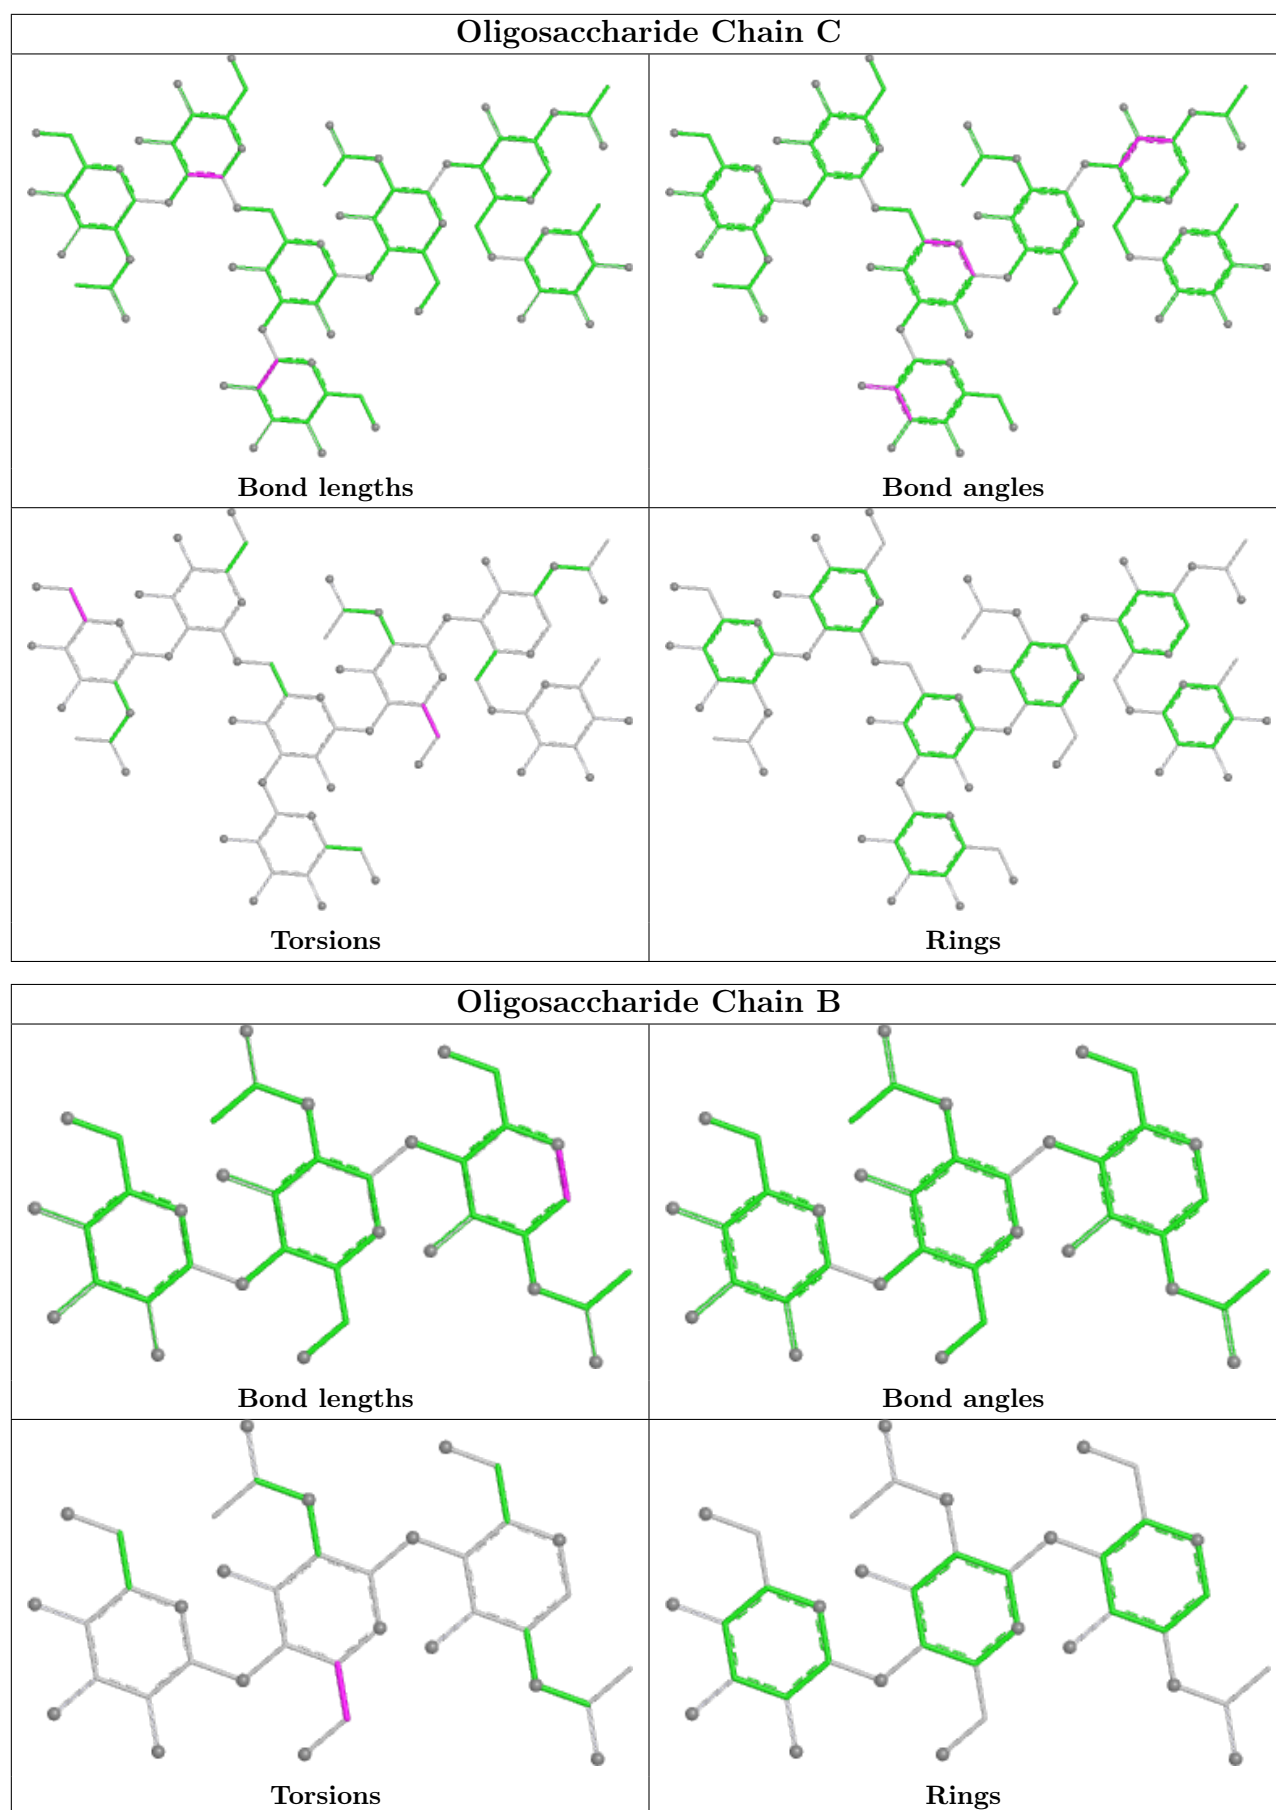 Oligosaccharide Chain C
Bond lengths
Bond angles
Torsions
Rings
Oligosaccharide Chain B
Bond lengths
Bond angles
Torsions
Rings